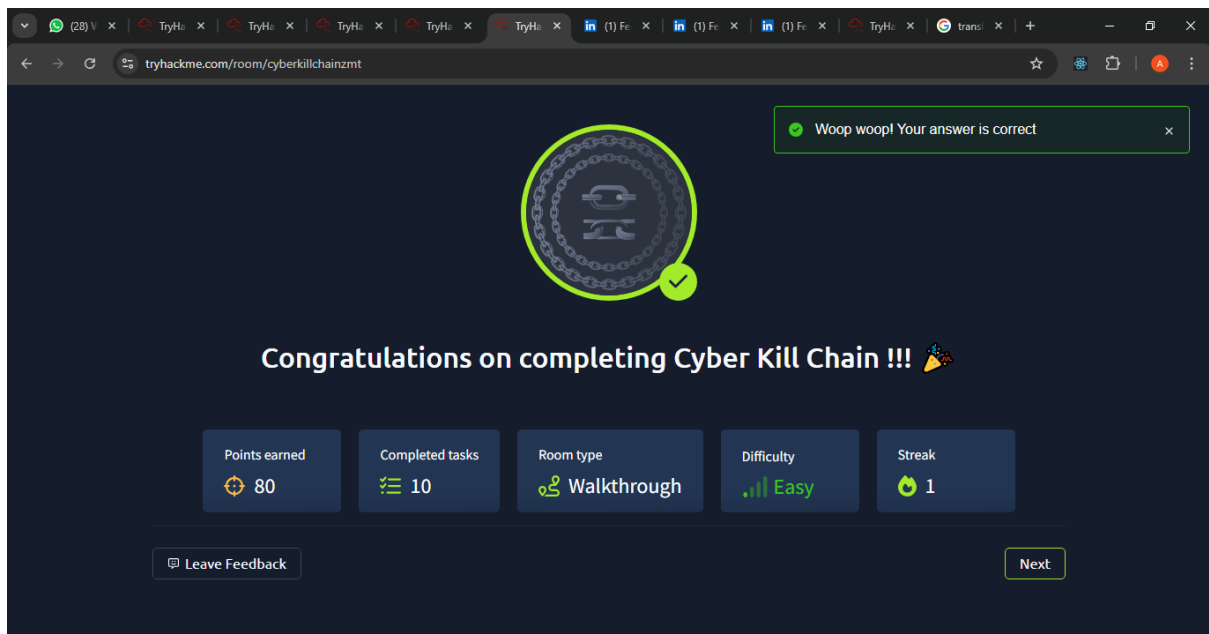 (28) V TryHa TryHa TryHa TryHa TryHa (1) Fe (1) Fe (1) Fe TryHa transl
tryhackme.com/room/cyberkillchainzmt A
Woop woop! Your answer is correct
Congratulations on completing Cyber Kill Chain !!! 🎉
Points earned Completed tasks Room type Difficulty Streak
80 10 Walkthrough Easy 1
Leave Feedback Next